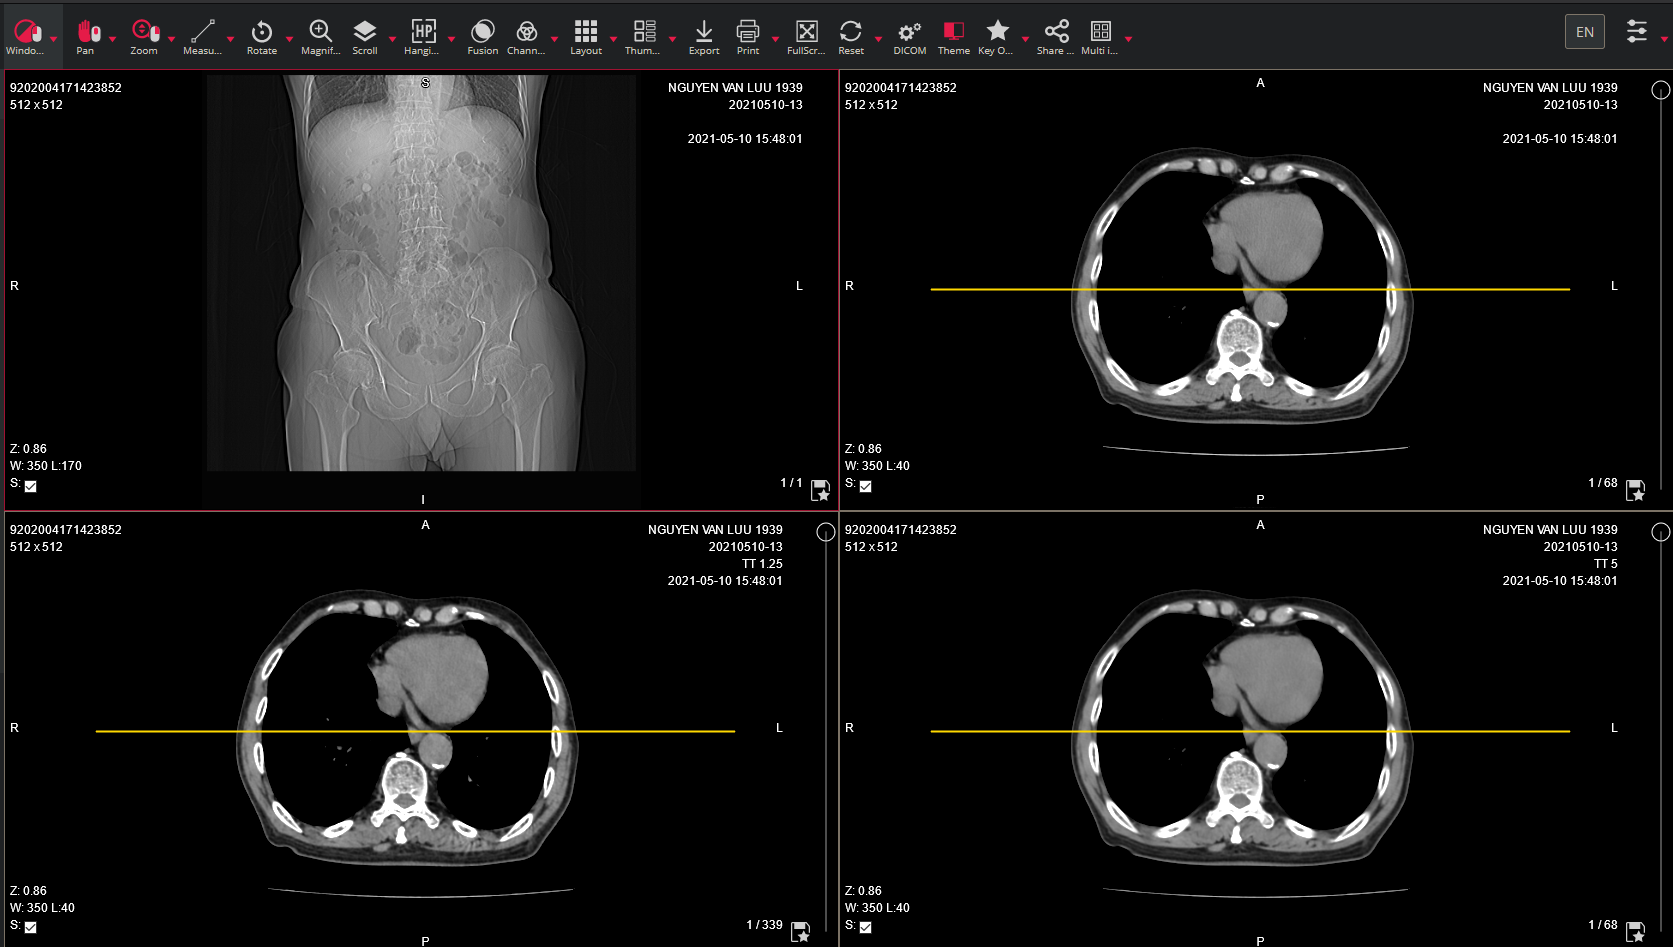 Windo...
Pan
Zoom
Measu...
Rotate
Magnif...
Scroll
HP
Hangi...
Fusion
Chann...
Layout
Thum...
Export
Print
FullScr...
Reset
DICOM
Theme
Key O...
Share ...
Multi i...
EN
9202004171423852
512 x 512
S
NGUYEN VAN LUU 1939
20210510-13
2021-05-10 15:48:01
R
L
Z: 0.86
W: 350 L:170
S:
1 / 1
I
9202004171423852
512 x 512
A
NGUYEN VAN LUU 1939
20210510-13
2021-05-10 15:48:01
R
L
Z: 0.86
W: 350 L:40
S:
1 / 68
P
9202004171423852
512 x 512
A
NGUYEN VAN LUU 1939
20210510-13
TT 1.25
2021-05-10 15:48:01
R
L
Z: 0.86
W: 350 L:40
S:
1 / 339
P
9202004171423852
512 x 512
A
NGUYEN VAN LUU 1939
20210510-13
TT 5
2021-05-10 15:48:01
R
L
Z: 0.86
W: 350 L:40
S:
1 / 68
P